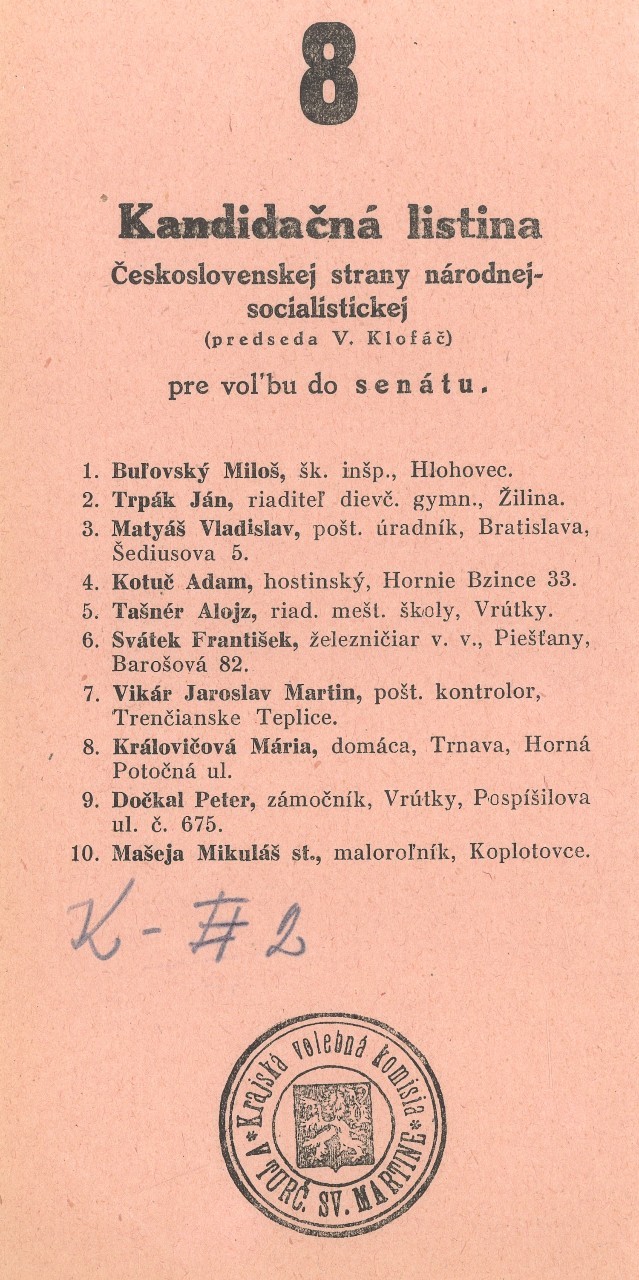 8
Kandidačná listina
Československej strany národnej-
socialistickej
(predseda V. Klofáč)
pre voľbu do senátu.
1. Buľovský Miloš, šk. inšp., Hlohovec.
2. Trpák Ján, riaditeľ dievč. gymn., Žilina.
3. Matyáš Vladislav, pošt. úradník, Bratislava,
Šediusova 5.
4. Kotuč Adam, hostinský, Hornie Bzince 33.
5. Tašnér Alojz, riad. mešt. školy, Vrútky.
6. Svátek František, železničiar v. v., Piešťany,
Barošová 82.
7. Vikár Jaroslav Martin, pošt. kontrolor,
Trenčianske Teplice.
8. Královičová Mária, domáca, Trnava, Horná
Potočná ul.
9. Dočkal Peter, zámočník, Vrútky, Pospíšilova
ul. č. 675.
10. Mašeja Mikuláš st., maloroľník, Koplotovce.
K - # 2
Krajská volebná komisia
* V TURČ. SV. MARTINE *